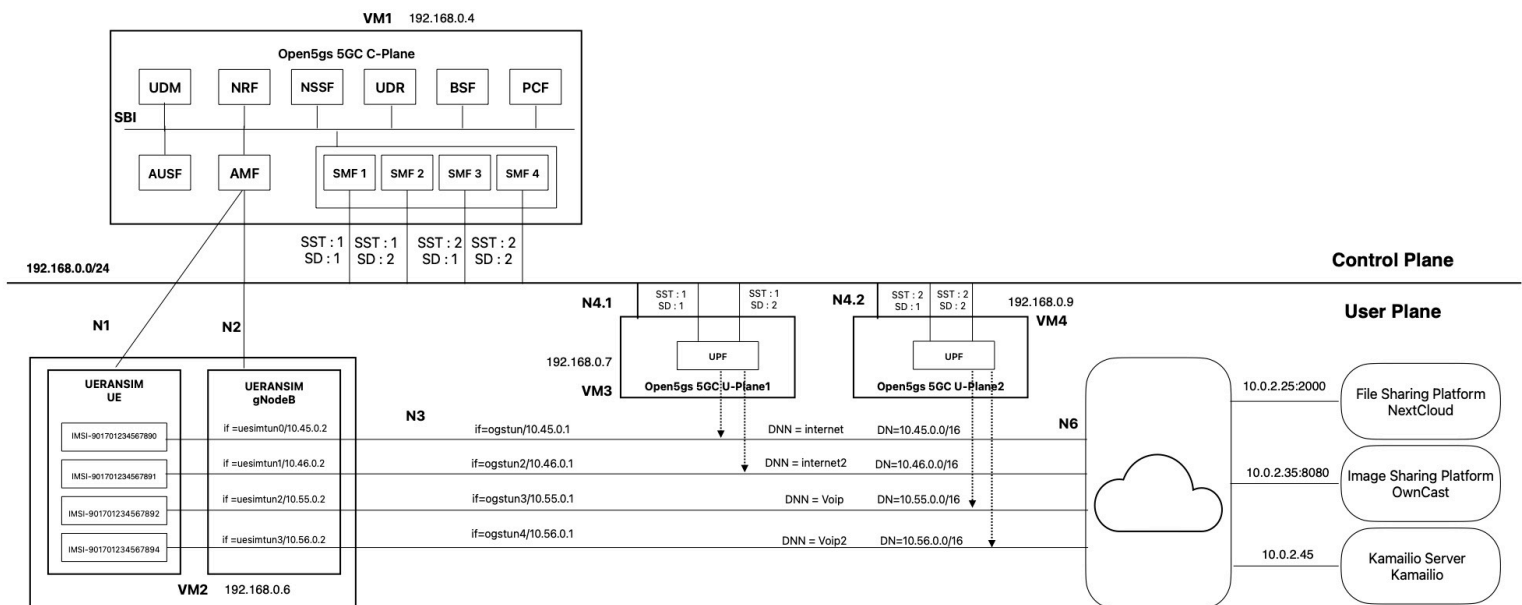 VM1 192.168.0.4
Open5gs 5GC C-Plane
UDM NRF NSSF UDR BSF PCF
SBI
AUSF AMF SMF 1 SMF 2 SMF 3 SMF 4
SST : 1 SST : 1 SST : 2 SST : 2
SD : 1 SD : 2 SD : 1 SD : 2
192.168.0.0/24
Control Plane
User Plane
N1
N2
N4.1
SST : 1 SST : 1
SD : 1 SD : 2
N4.2
SST : 2 SST : 2
SD : 1 SD : 2
192.168.0.9
VM4
192.168.0.7
UPF
Open5gs 5GC U-Plane1
VM3
UPF
Open5gs 5GC U-Plane2
UERANSIM
UE
UERANSIM
gNodeB
N3
N6
IMSI-901701234567890
if =uesimtun0/10.45.0.2
if=ogstun/10.45.0.1
DNN = internet
DN=10.45.0.0/16
IMSI-901701234567891
if =uesimtun1/10.46.0.2
if=ogstun2/10.46.0.1
DNN = internet2
DN=10.46.0.0/16
IMSI-901701234567892
if =uesimtun2/10.55.0.2
if=ogstun3/10.55.0.1
DNN = Voip
DN=10.55.0.0/16
IMSI-901701234567894
if =uesimtun3/10.56.0.2
if=ogstun4/10.56.0.1
DNN = Voip2
DN=10.56.0.0/16
VM2 192.168.0.6
10.0.2.25:2000
File Sharing Platform
NextCloud
10.0.2.35:8080
Image Sharing Platform
OwnCast
10.0.2.45
Kamailio Server
Kamailio